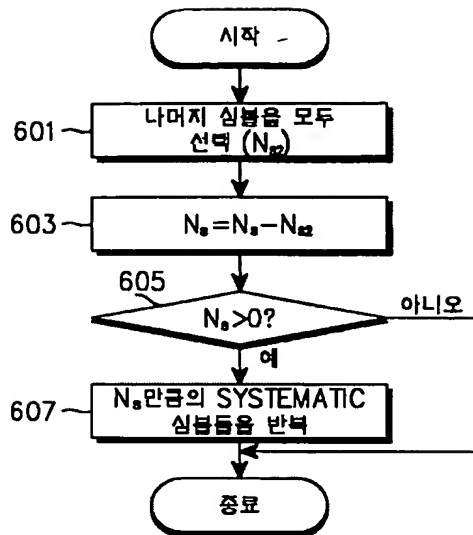 시작
601
나머지 심볼을 모두
선택 (Ns2)
603
Ns=Ns-Ns2
605
Ns>0?
아니오
예
607
Ns만큼의 SYSTEMATIC
심볼들을 반복
종료